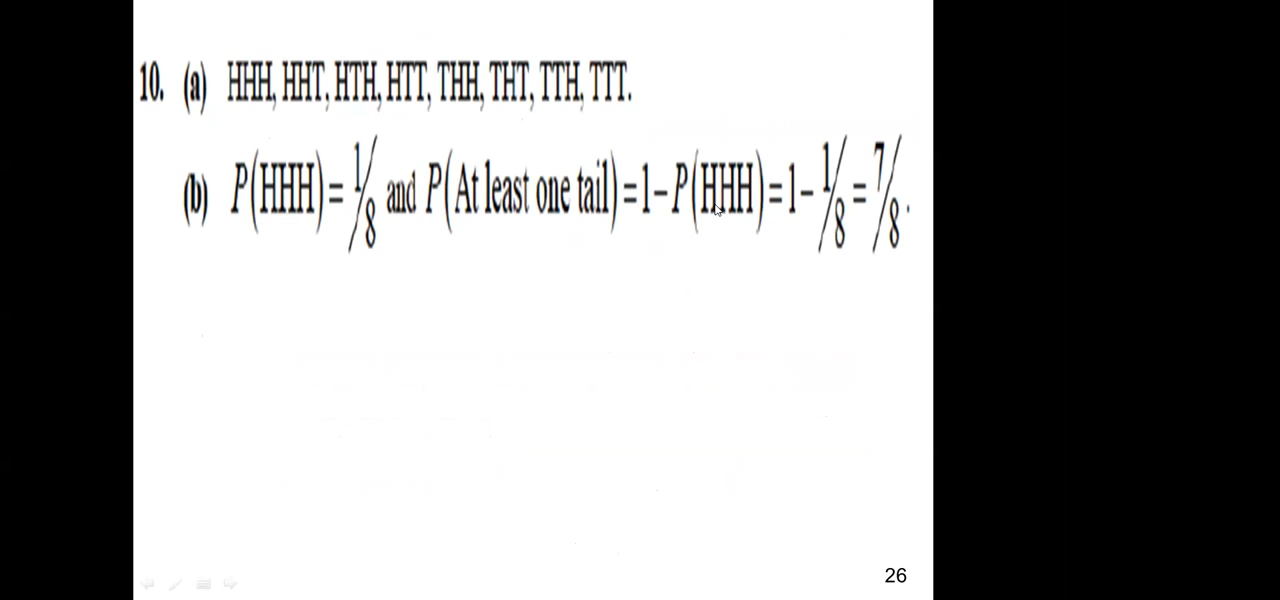 10. (a) HHH, HHT, HTH, HTT, THH, THT, TTH, TTT.
(b) P(HHH) = 1/8 and P(At least one tail) = 1 − P(HHH) = 1 − 1/8 = 7/8.
26